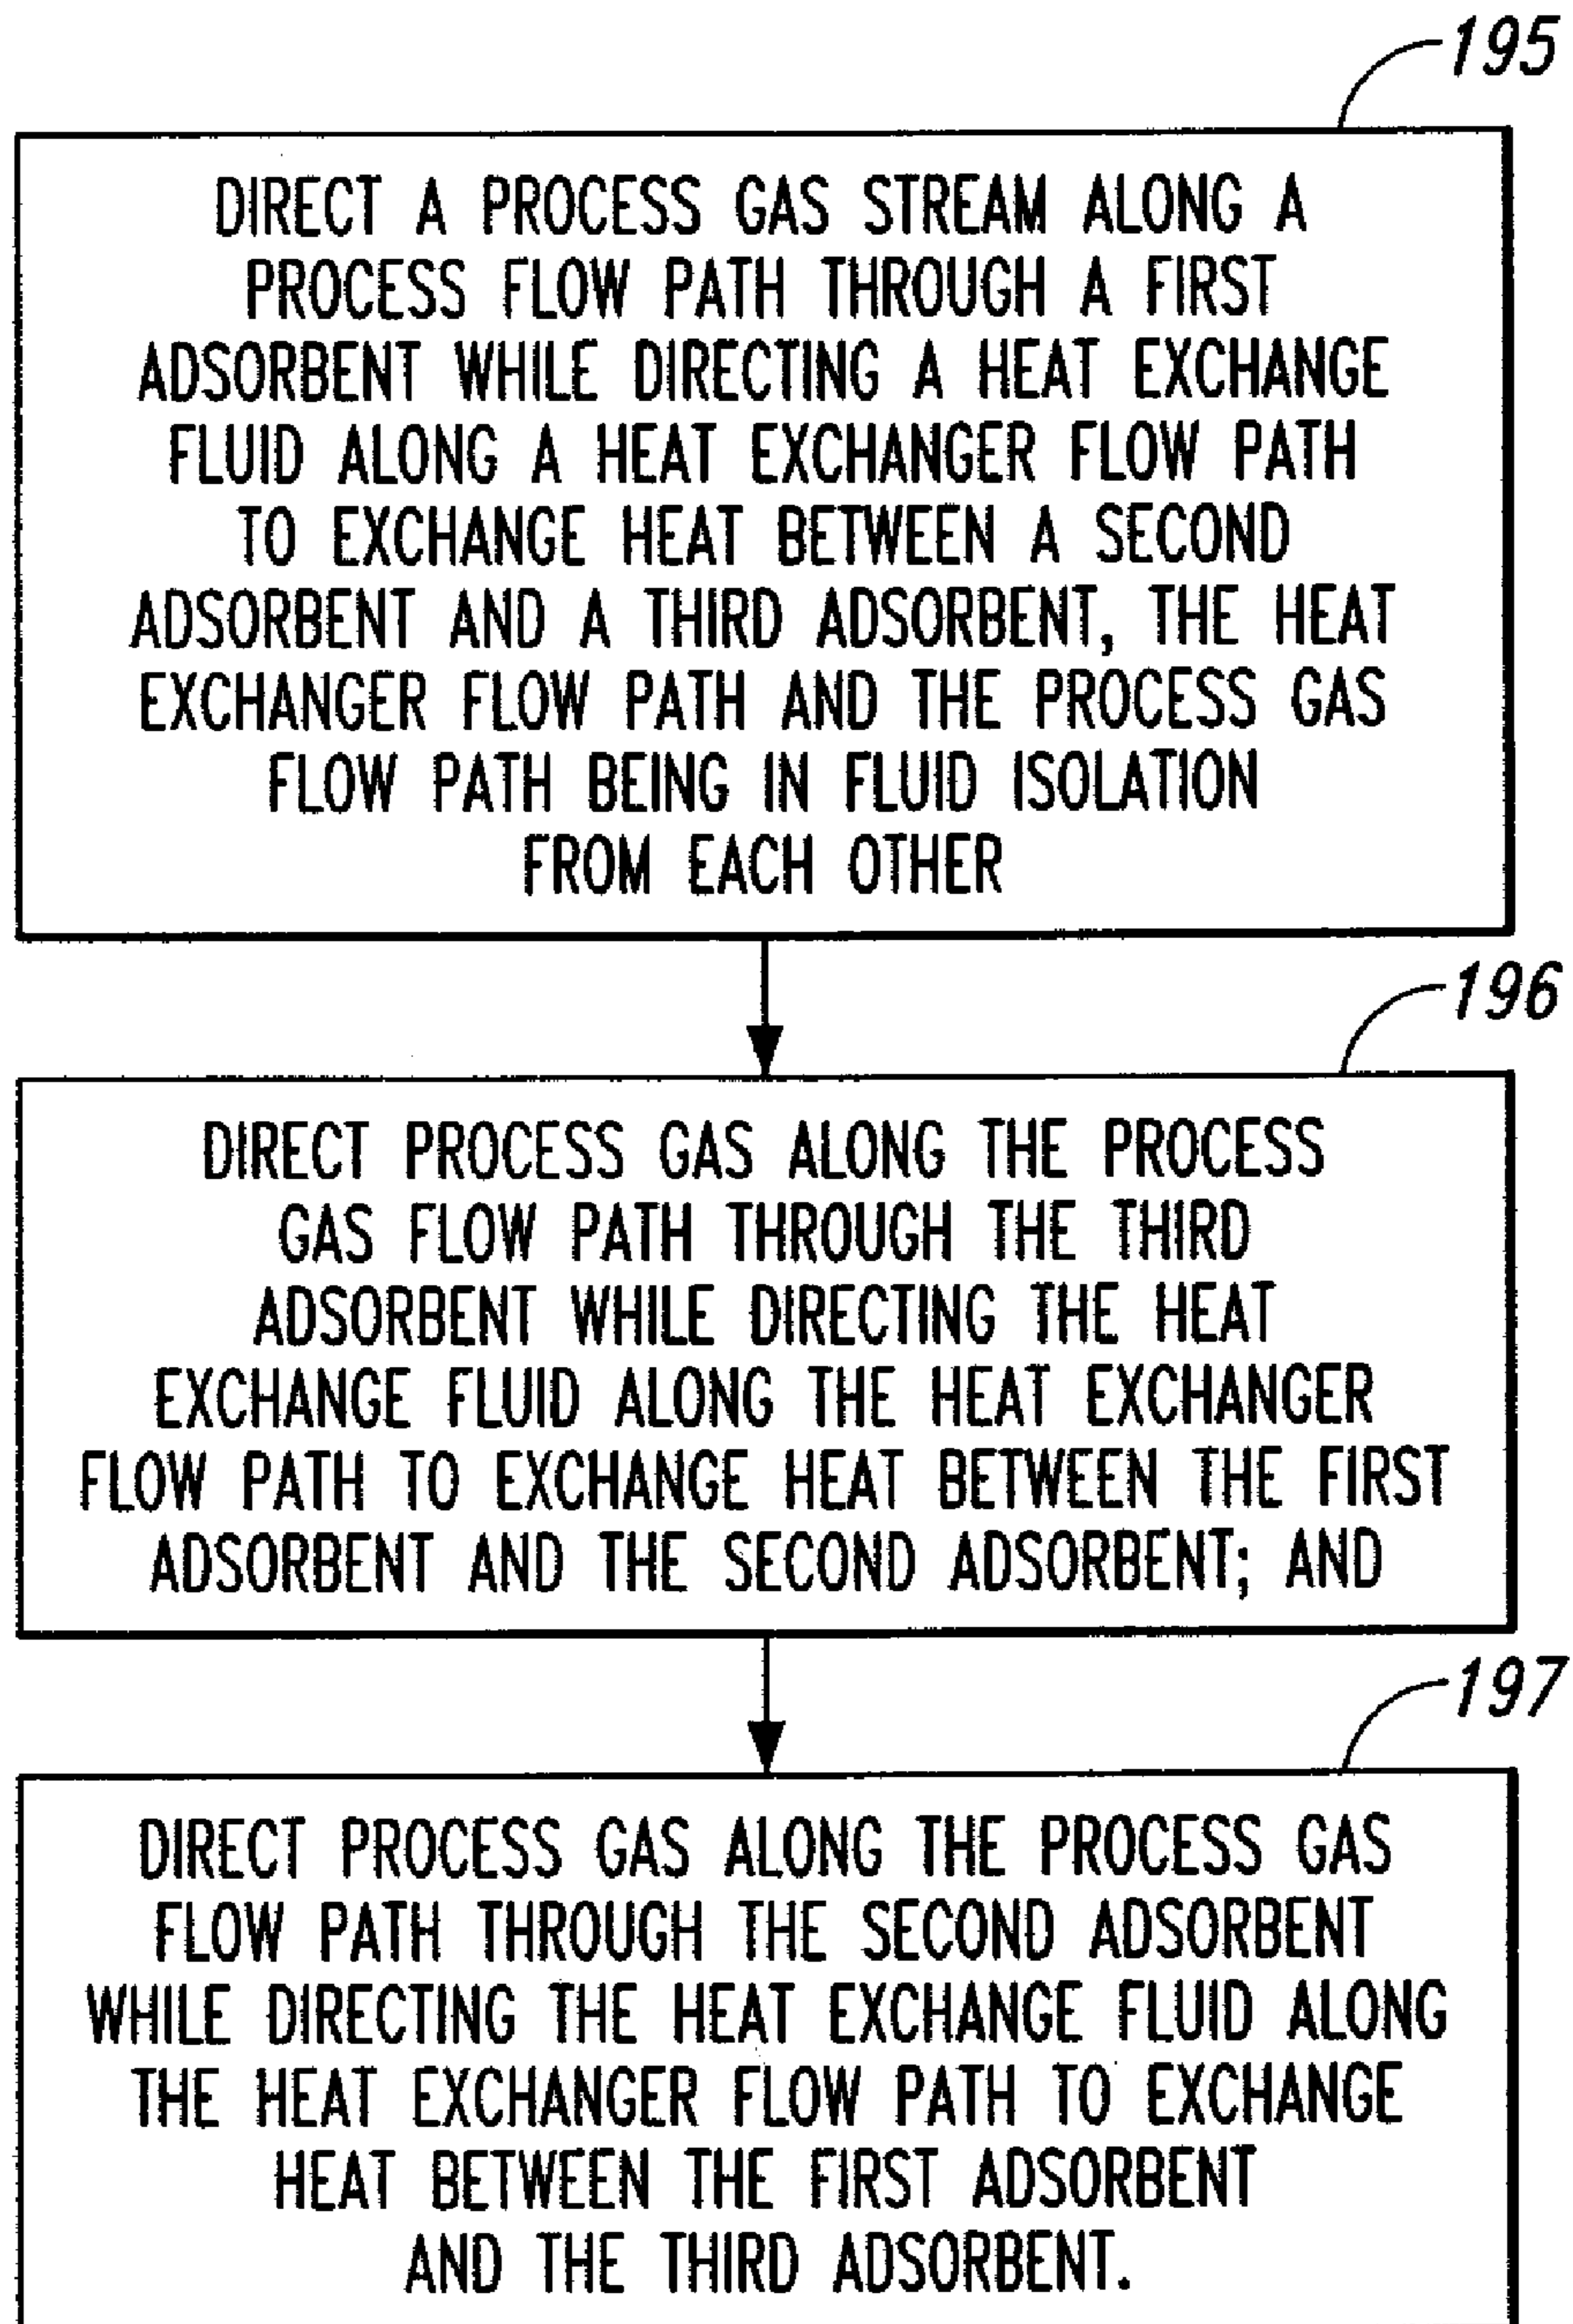 195
DIRECT A PROCESS GAS STREAM ALONG A
PROCESS FLOW PATH THROUGH A FIRST
ADSORBENT WHILE DIRECTING A HEAT EXCHANGE
FLUID ALONG A HEAT EXCHANGER FLOW PATH
TO EXCHANGE HEAT BETWEEN A SECOND
ADSORBENT AND A THIRD ADSORBENT, THE HEAT
EXCHANGER FLOW PATH AND THE PROCESS GAS
FLOW PATH BEING IN FLUID ISOLATION
FROM EACH OTHER
196
DIRECT PROCESS GAS ALONG THE PROCESS
GAS FLOW PATH THROUGH THE THIRD
ADSORBENT WHILE DIRECTING THE HEAT
EXCHANGE FLUID ALONG THE HEAT EXCHANGER
FLOW PATH TO EXCHANGE HEAT BETWEEN THE FIRST
ADSORBENT AND THE SECOND ADSORBENT; AND
197
DIRECT PROCESS GAS ALONG THE PROCESS GAS
FLOW PATH THROUGH THE SECOND ADSORBENT
WHILE DIRECTING THE HEAT EXCHANGE FLUID ALONG
THE HEAT EXCHANGER FLOW PATH TO EXCHANGE
HEAT BETWEEN THE FIRST ADSORBENT
AND THE THIRD ADSORBENT.